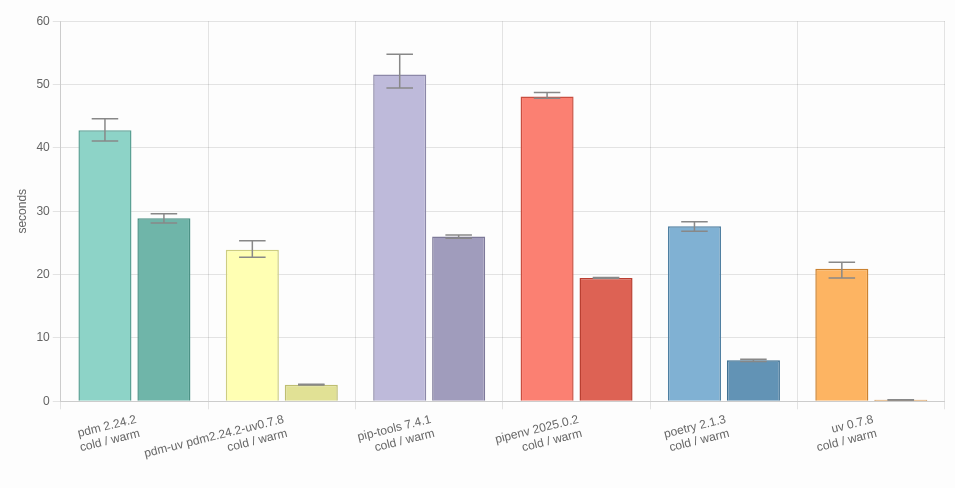 60
50
40
30
20
10
0
seconds
pdm 2.24.2
cold / warm
pdm-uv pdm2.24.2-uv0.7.8
cold / warm
pip-tools 7.4.1
cold / warm
pipenv 2025.0.2
cold / warm
poetry 2.1.3
cold / warm
uv 0.7.8
cold / warm